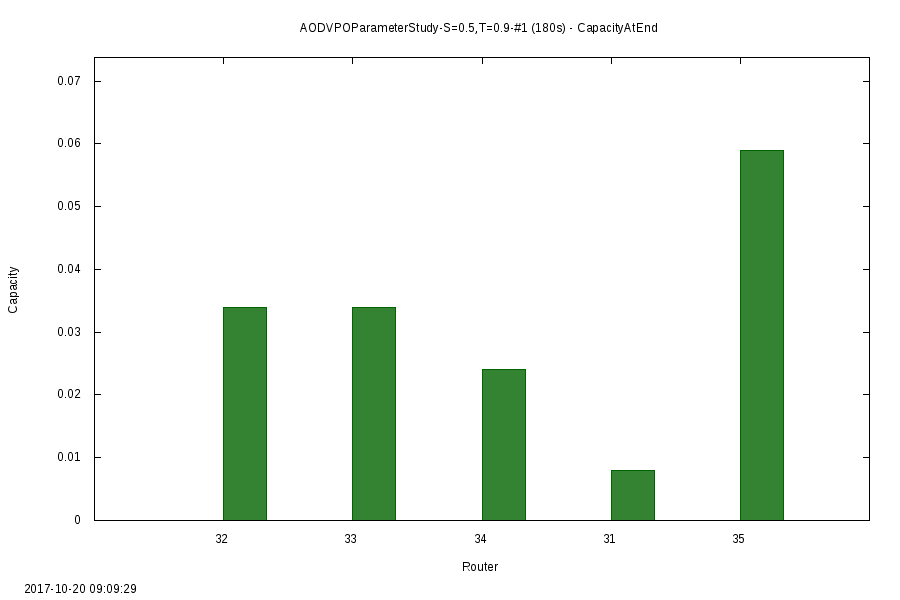 AODVPOParameterStudy-S=0.5,T=0.9-#1 (180s) - CapacityAtEnd
0.07
0.06
0.05
0.04
0.03
0.02
0.01
0
Capacity
32 33 34 31 35
Router
2017-10-20 09:09:29